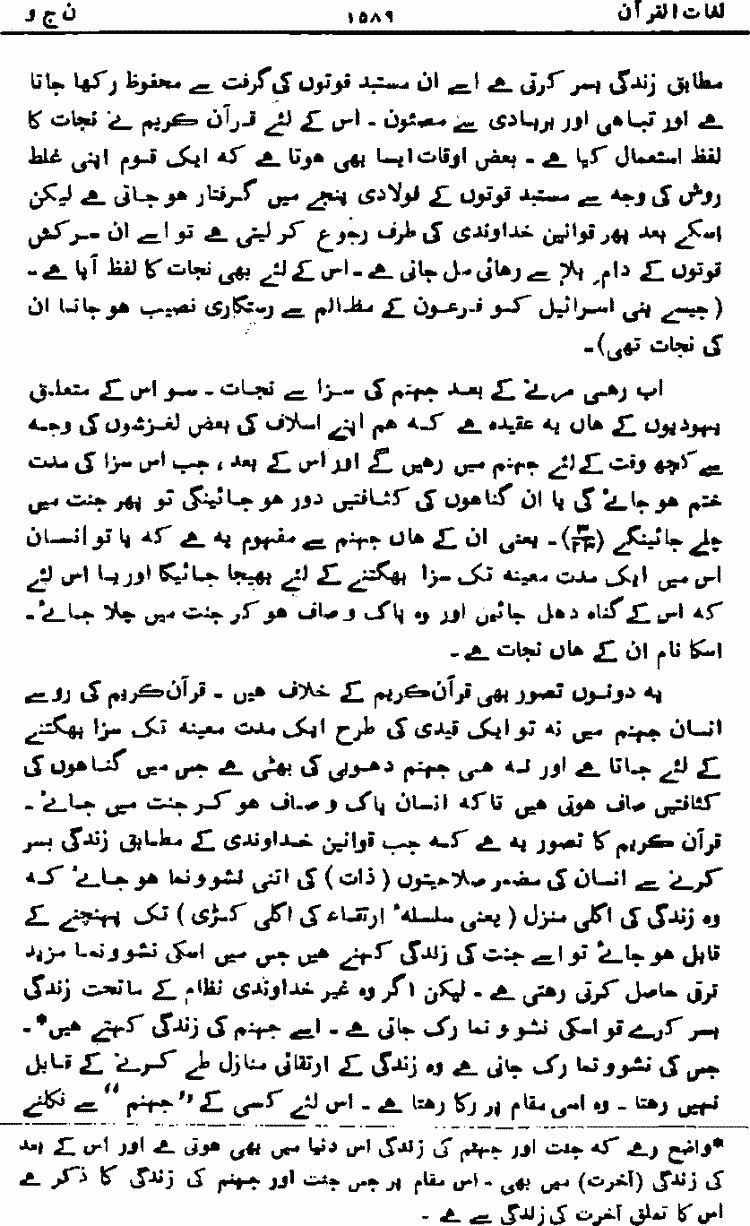 لغات القرآن ۱۵۸۹ ن ج و
مطابق زندگی بسر کرتی ہے اسے ان مستبد قوتوں کی گرفت سے محفوظ رکھا جاتا
ہے اور تباہی اور بربادی سے مصئون ۔ اس کے لئے قرآن کریم نے نجات کا
لفظ استعمال کیا ہے ۔ بعض اوقات ایسا بھی ہوتا ہے کہ ایک قوم اپنی غلط
روش کی وجہ سے مستبد قوتوں کے فولادی پنجے میں گرفتار ہو جاتی ہے لیکن
اسکے بعد پھر قوانین خداوندی کی طرف رجوع کر لیتی ہے تو اسے ان سرکش
قوتوں کے دام بلا سے رہائی مل جاتی ہے ۔ اس کے لئے بھی نجات کا لفظ آیا ہے ۔
( جیسے بنی اسرائیل کو فرعون کے مظالم سے رستگاری نصیب ہو جانا ان
کی نجات تھی) ۔
اب رہی مرنے کے بعد جہنم کی سزا سے نجات ۔ سو اس کے متعلق
یہودیوں کے ہاں یہ عقیدہ ہے کہ ہم اپنے اسلاف کی بعض لغزشوں کی وجہ
سے کچھ وقت کے لئے جہنم میں رہیں گے اور اس کے بعد ، جب اس سزا کی مدت
ختم ہو جائے گی یا ان گناہوں کی کثافتیں دور ہو جائینگی تو پھر جنت میں
چلے جائینگے (۳/۲۳) ۔ یعنی ان کے ہاں جہنم سے مفہوم یہ ہے کہ یا تو انسان
اس میں ایک مدت معینہ تک سزا بھگتنے کے لئے بھیجا جائیگا اور یا اس لئے
کہ اس کے گناہ دھل جائیں اور وہ پاک و صاف ہو کر جنت میں چلا جائے ۔
اسکا نام ان کے ہاں نجات ہے ۔
یہ دونوں تصور بھی قرآن کریم کے خلاف ہیں ۔ قرآن کریم کی رو سے
انسان جہنم میں نہ تو ایک قیدی کی طرح ایک مدت معینہ تک سزا بھگتنے
کے لئے جاتا ہے اور نہ ہی جہنم دھوبی کی بھٹی ہے جس میں گناہوں کی
کثافتیں صاف ہوتی ہیں تاکہ انسان پاک و صاف ہو کر جنت میں جائے ۔
قرآن کریم کا تصور یہ ہے کہ جب قوانین خداوندی کے مطابق زندگی بسر
کرنے سے انسان کی مضمر صلاحیتوں ( ذات ) کی اتنی نشو و نما ہو جائے کہ
وہ زندگی کی اگلی منزل ( یعنی سلسلہٴ ارتقاء کی اگلی کڑی ) تک پہنچنے کے
قابل ہو جائے تو اسے جنت کی زندگی کہتے ہیں جس میں اسکی نشو و نما مزید
ترقی حاصل کرتی رہتی ہے ۔ لیکن اگر وہ غیر خداوندی نظام کے ماتحت زندگی
بسر کرے تو اسکی نشو و نما رک جاتی ہے ۔ اسے جہنم کی زندگی کہتے ہیں* ۔
جس کی نشو و نما رک جاتی ہے وہ زندگی کے ارتقائی منازل طے کرنے کے قابل
نہیں رہتا ۔ وہ اسی مقام پر رکا رہتا ہے ۔ اس لئے کسی کے ”جہنم“ سے نکلنے
*واضح رہے کہ جنت اور جہنم کی زندگی اس دنیا میں بھی ہوتی ہے اور اس کے بعد
کی زندگی (آخرت) میں بھی ۔ اس مقام پر جس جنت اور جہنم کی زندگی کا ذکر ہے
اس کا تعلق آخرت کی زندگی سے ہے ۔